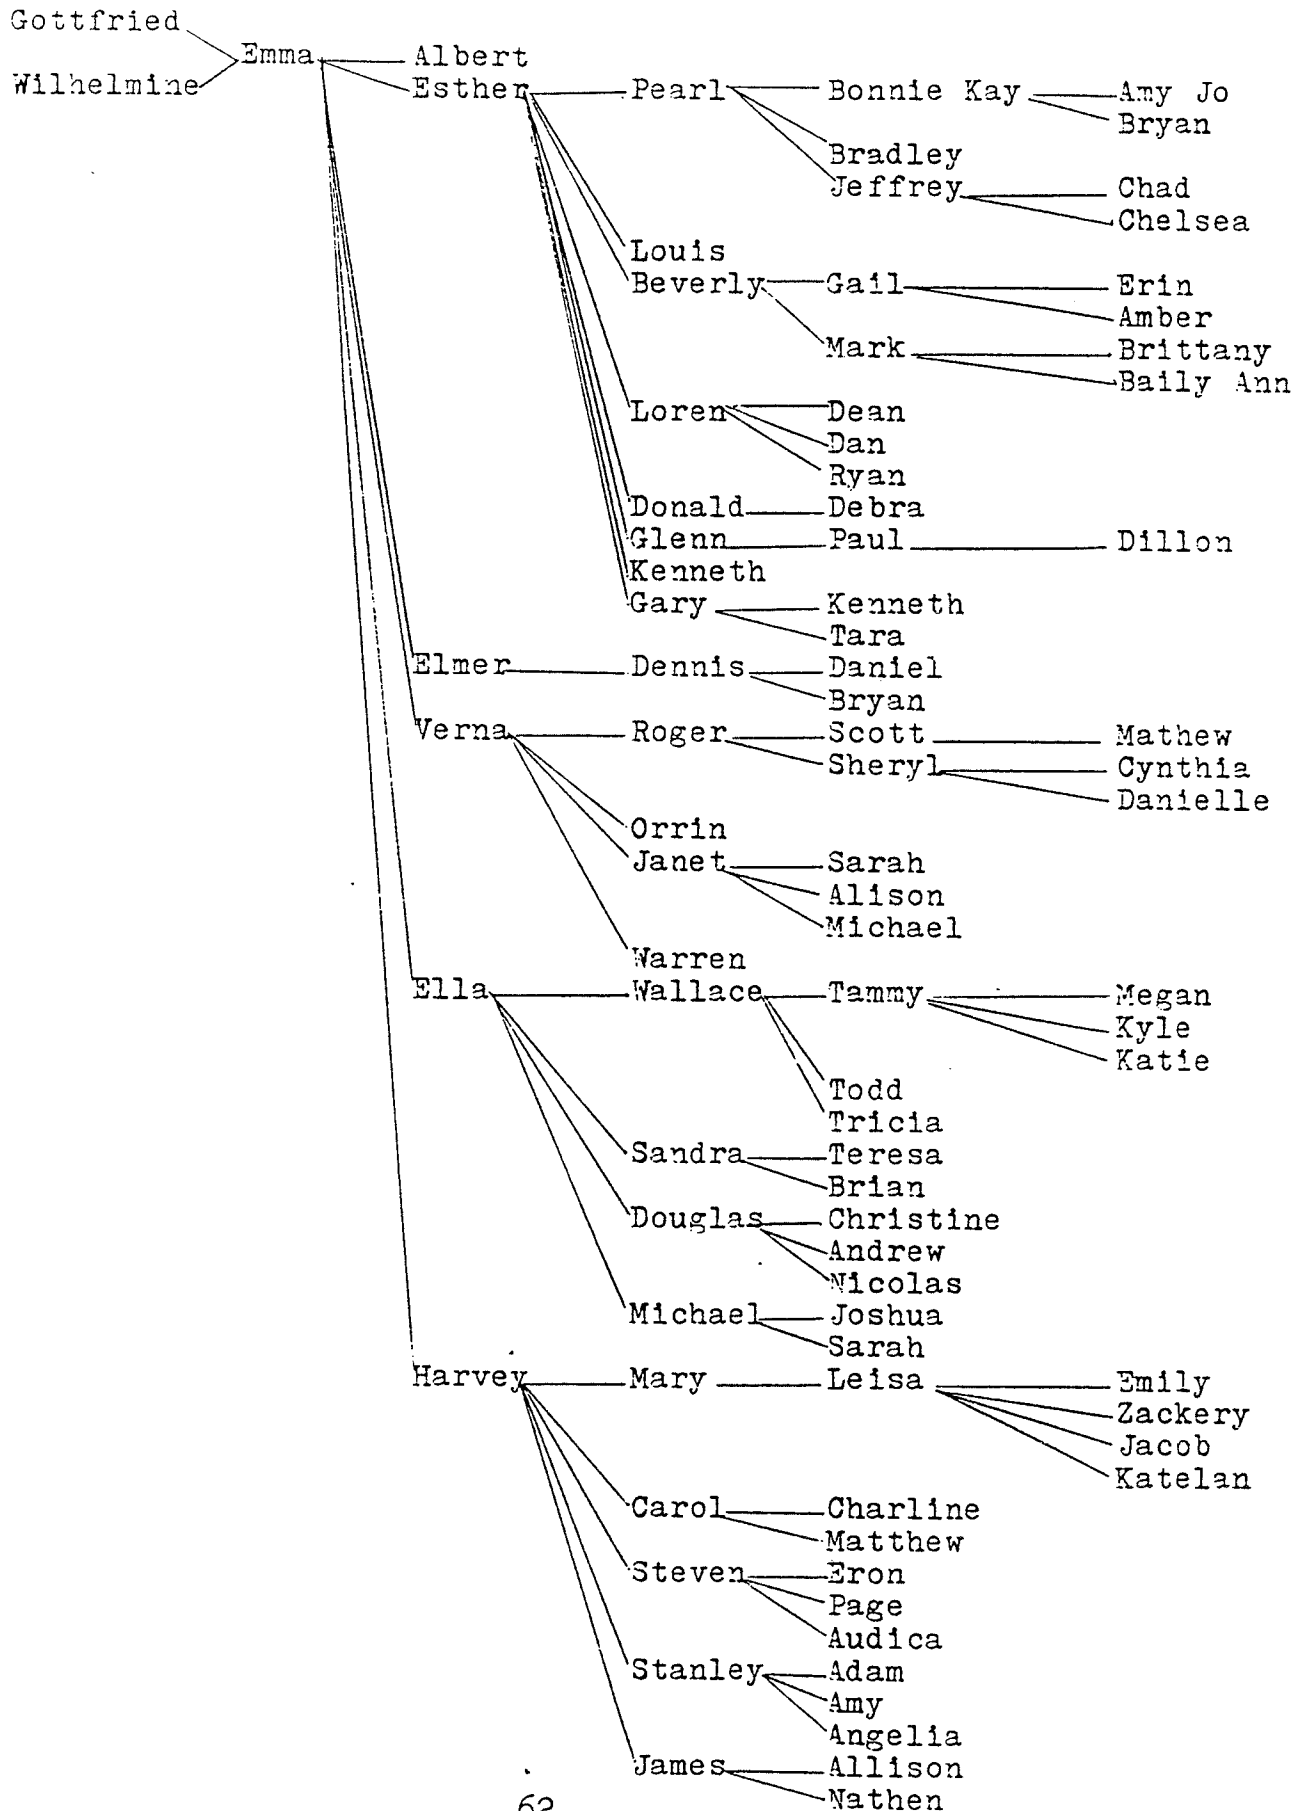 Gottfried
Emma Albert
Wilhelmine Esther Pearl Bonnie Kay Amy Jo
Bryan
Bradley
Jeffrey Chad
Chelsea
Louis
Beverly Gail Erin
Amber
Mark Brittany
Baily Ann
Loren Dean
Dan
Ryan
Donald Debra
Glenn Paul Dillon
Kenneth
Gary Kenneth
Tara
Elmer Dennis Daniel
Bryan
Verna Roger Scott Mathew
Sheryl Cynthia
Danielle
Orrin
Janet Sarah
Alison
Michael
Warren
Ella Wallace Tammy Megan
Kyle
Katie
Todd
Tricia
Sandra Teresa
Brian
Douglas Christine
Andrew
Nicolas
Michael Joshua
Sarah
Harvey Mary Leisa Emily
Zackery
Jacob
Katelan
Carol Charline
Matthew
Steven Eron
Page
Audica
Stanley Adam
Amy
Angelia
James Allison
Nathen